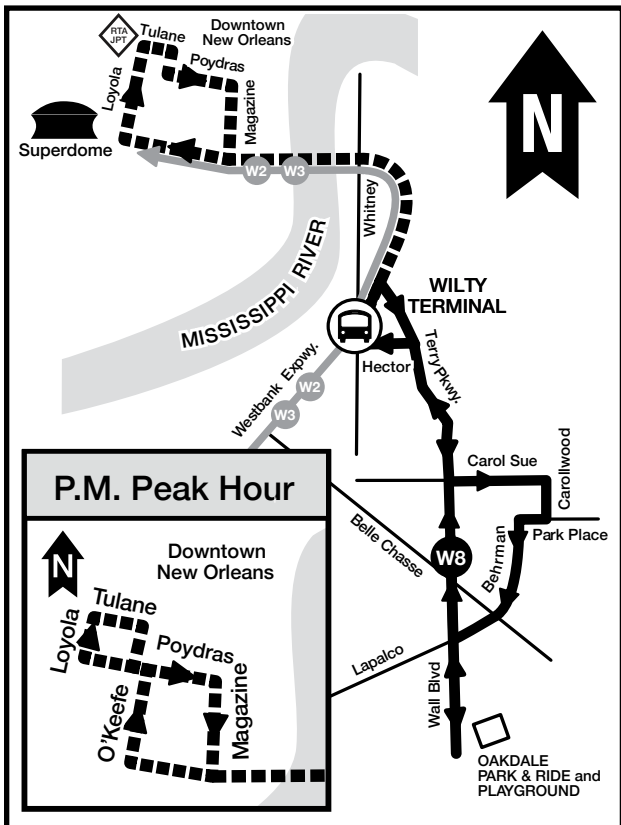 RTA
JPT
Tulane
Downtown
New Orleans
Poydras
Loyola
Magazine
Superdome
N
W2
W3
Whitney
MISSISSIPPI RIVER
WILTY
TERMINAL
Hector
Terry Pkwy.
Westbank Expwy.
W2
W3
Carol Sue
Carollwood
Park Place
Behrman
Belle Chasse
W8
Lapalco
Wall Blvd
OAKDALE
PARK & RIDE and
PLAYGROUND
P.M. Peak Hour
N
Downtown
New Orleans
Tulane
Loyola
Poydras
O'Keefe
Magazine